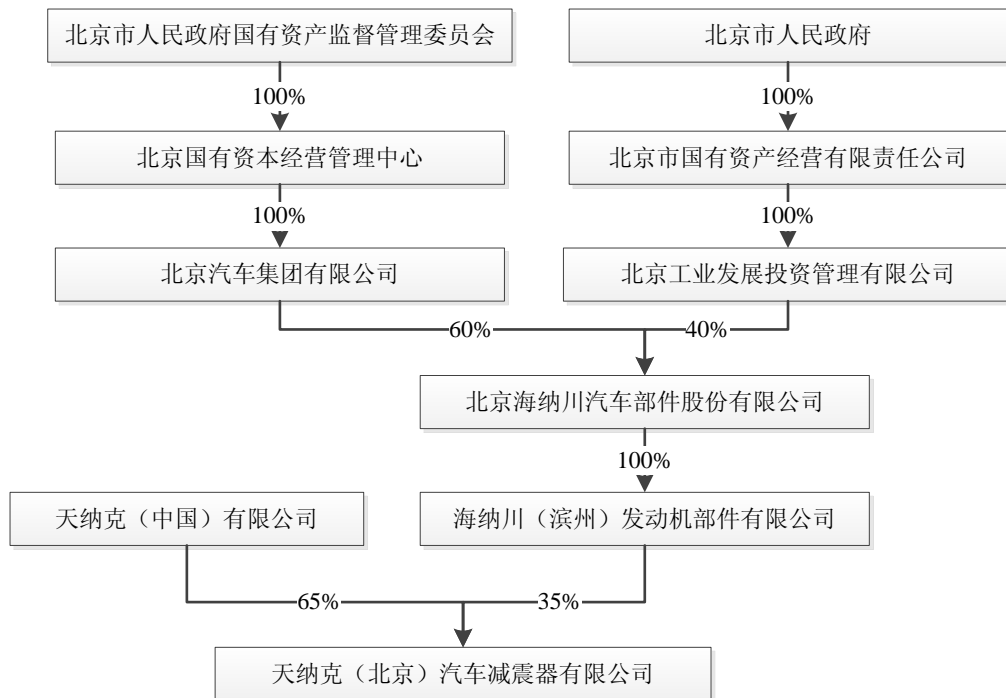 北京市人民政府国有资产监督管理委员会
北京市人民政府
100%
100%
北京国有资本经营管理中心
北京市国有资产经营有限责任公司
100%
100%
北京汽车集团有限公司
北京工业发展投资管理有限公司
60%
40%
北京海纳川汽车部件股份有限公司
100%
天纳克（中国）有限公司
海纳川（滨州）发动机部件有限公司
65%
35%
天纳克（北京）汽车减震器有限公司